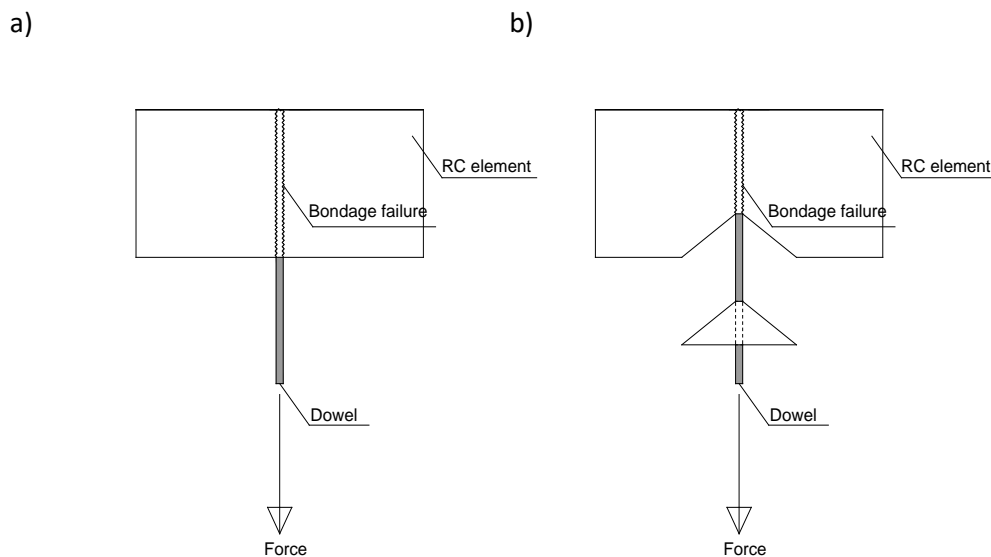 a)
b)
RC element
Bondage failure
Dowel
Force
RC element
Bondage failure
Dowel
Force